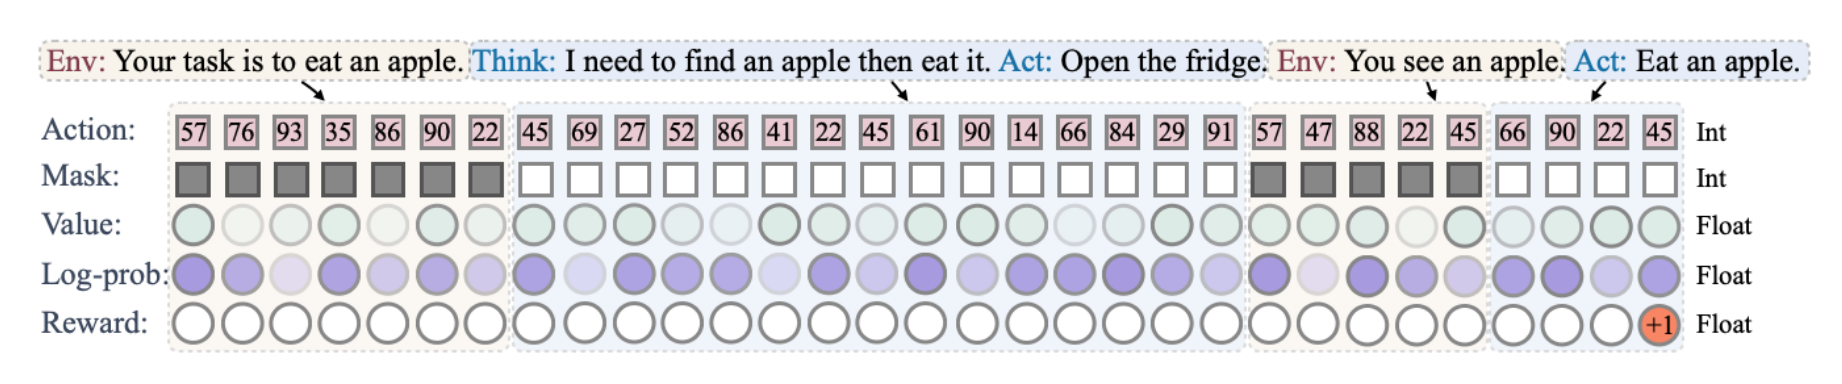 Env: Your task is to eat an apple. Think: I need to find an apple then eat it. Act: Open the fridge. Env: You see an apple. Act: Eat an apple.
Action: 57 76 93 35 86 90 22 45 69 27 52 86 41 22 45 61 90 14 66 84 29 91 57 47 88 22 45 66 90 22 45 Int
Mask: Int
Value: Float
Log-prob: Float
Reward: +1 Float